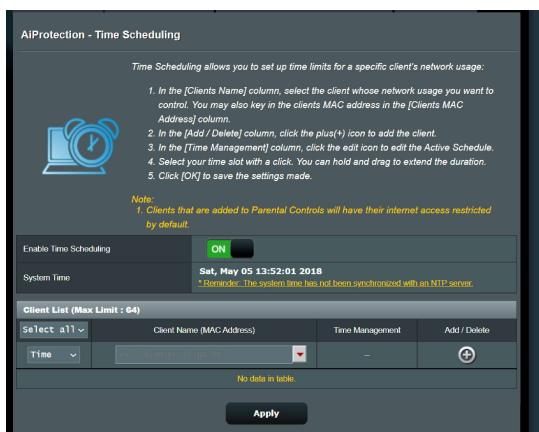 AiProtection - Time Scheduling
Time Scheduling allows you to set up time limits for a specific client's network usage:
1. In the [Clients Name] column, select the client whose network usage you want to
control. You may also key in the clients MAC address in the [Clients MAC
Address] column.
2. In the [Add / Delete] column, click the plus(+) icon to add the client.
3. In the [Time Management] column, click the edit icon to edit the Active Schedule.
4. Select your time slot with a click. You can hold and drag to extend the duration.
5. Click [OK] to save the settings made.
Note:
1. Clients that are added to Parental Controls will have their internet access restricted
by default.
Enable Time Scheduling ON
System Time Sat, May 05 13:52:01 2018
* Reminder: The system time has not been synchronized with an NTP server.
Client List (Max Limit : 64)
Select all Client Name (MAC Address) Time Management Add / Delete
Time –
No data in table.
Apply